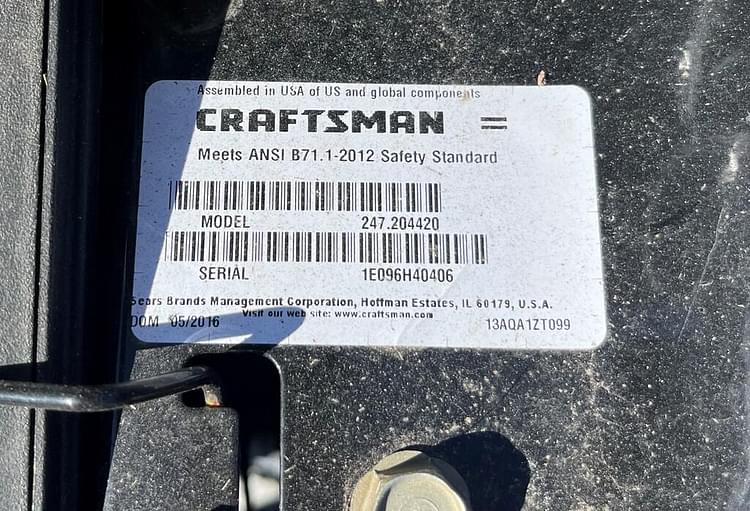 Assembled in USA of US and global components
CRAFTSMAN
Meets ANSI B71.1-2012 Safety Standard
MODEL 247.204420
SERIAL 1E096H40406
Sears Brands Management Corporation, Hoffman Estates, IL 60179, U.S.A.
Visit our web site: www.craftsman.com
DOM 05/2016 13AQA1ZT099